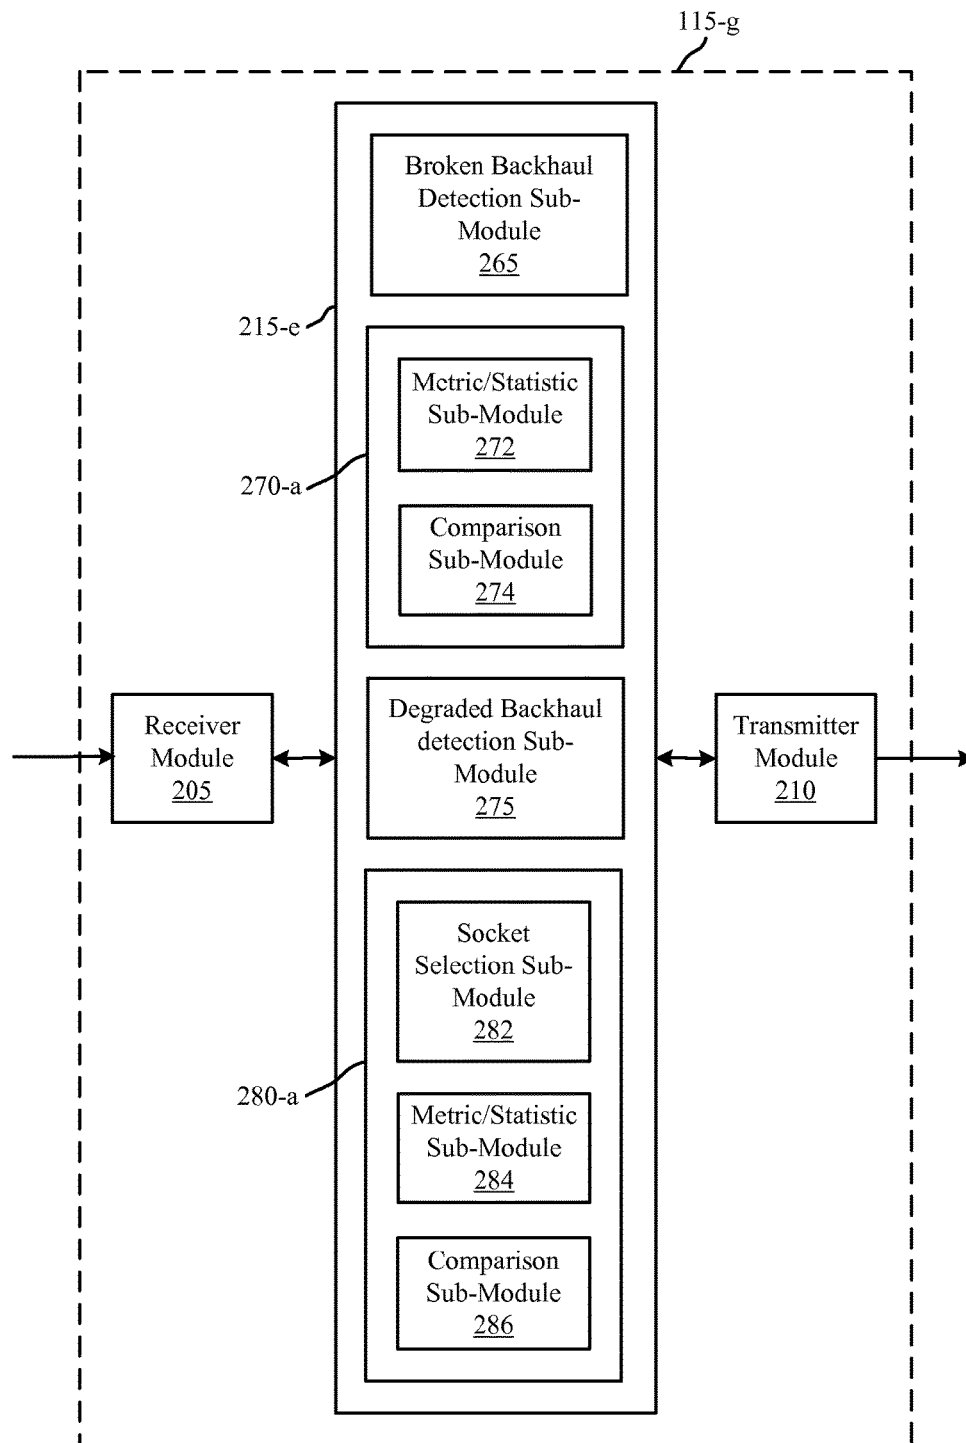 115-g
Broken Backhaul
Detection Sub-
Module
265
215-e
Metric/Statistic
Sub-Module
272
270-a
Comparison
Sub-Module
274
Receiver
Module
205
Degraded Backhaul
detection Sub-
Module
275
Transmitter
Module
210
Socket
Selection Sub-
Module
282
280-a
Metric/Statistic
Sub-Module
284
Comparison
Sub-Module
286